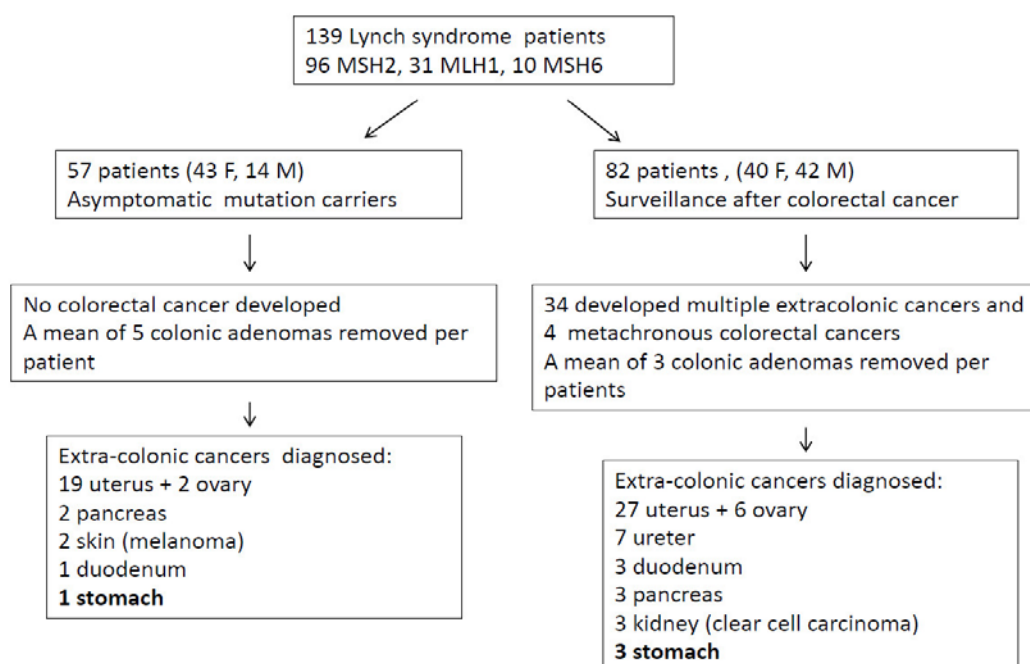 139 Lynch syndrome patients
96 MSH2, 31 MLH1, 10 MSH6
57 patients (43 F, 14 M)
Asymptomatic mutation carriers
82 patients , (40 F, 42 M)
Surveillance after colorectal cancer
No colorectal cancer developed
A mean of 5 colonic adenomas removed per
patient
34 developed multiple extracolonic cancers and
4 metachronous colorectal cancers
A mean of 3 colonic adenomas removed per
patients
Extra-colonic cancers diagnosed:
19 uterus + 2 ovary
2 pancreas
2 skin (melanoma)
1 duodenum
1 stomach
Extra-colonic cancers diagnosed:
27 uterus + 6 ovary
7 ureter
3 duodenum
3 pancreas
3 kidney (clear cell carcinoma)
3 stomach